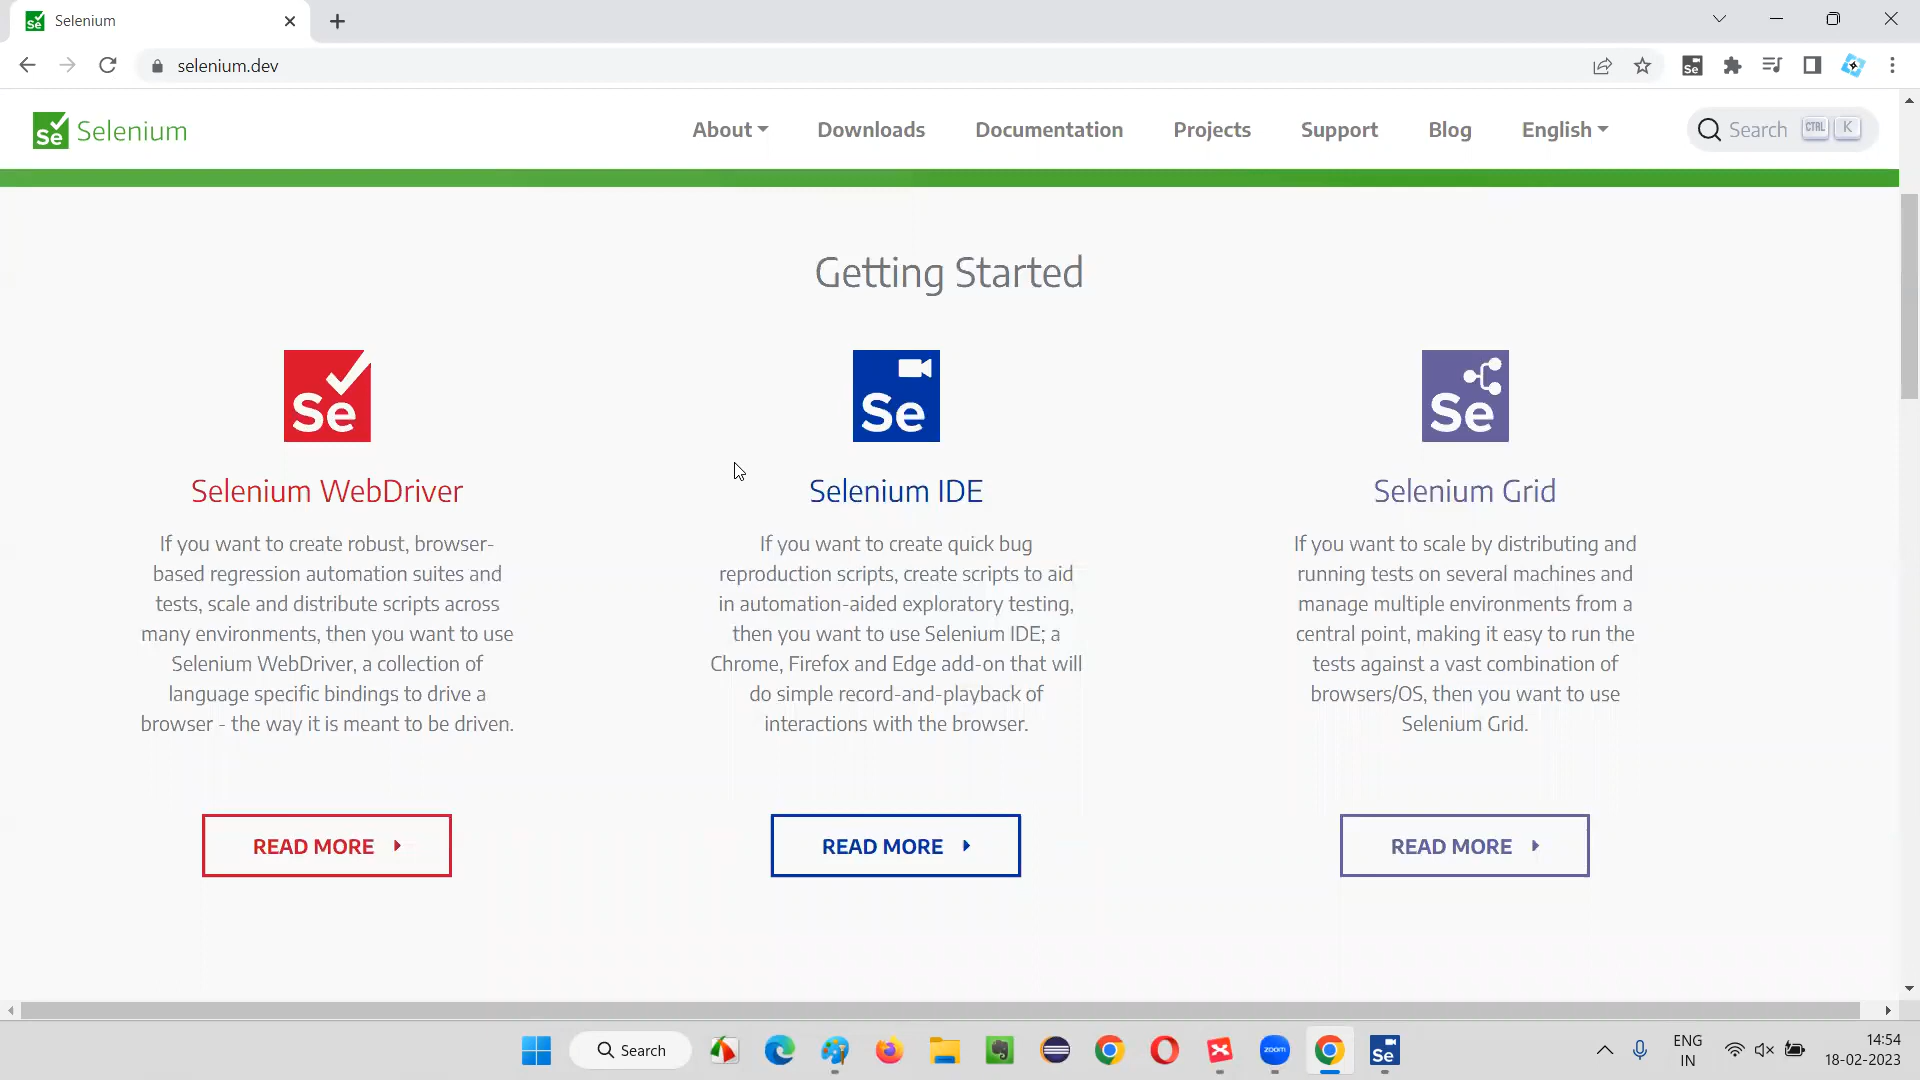 Selenium
selenium.dev
Se
Se Selenium
About
Downloads
Documentation
Projects
Support
Blog
English
Search CTRL K
Getting Started
Se
Se
Se
Selenium WebDriver
If you want to create robust, browser-
based regression automation suites and
tests, scale and distribute scripts across
many environments, then you want to use
Selenium WebDriver, a collection of
language specific bindings to drive a
browser - the way it is meant to be driven.
READ MORE
Selenium IDE
If you want to create quick bug
reproduction scripts, create scripts to aid
in automation-aided exploratory testing,
then you want to use Selenium IDE; a
Chrome, Firefox and Edge add-on that will
do simple record-and-playback of
interactions with the browser.
READ MORE
Selenium Grid
If you want to scale by distributing and
running tests on several machines and
manage multiple environments from a
central point, making it easy to run the
tests against a vast combination of
browsers/OS, then you want to use
Selenium Grid.
READ MORE
Search
zoom
Se
ENG
IN
14:54
18-02-2023